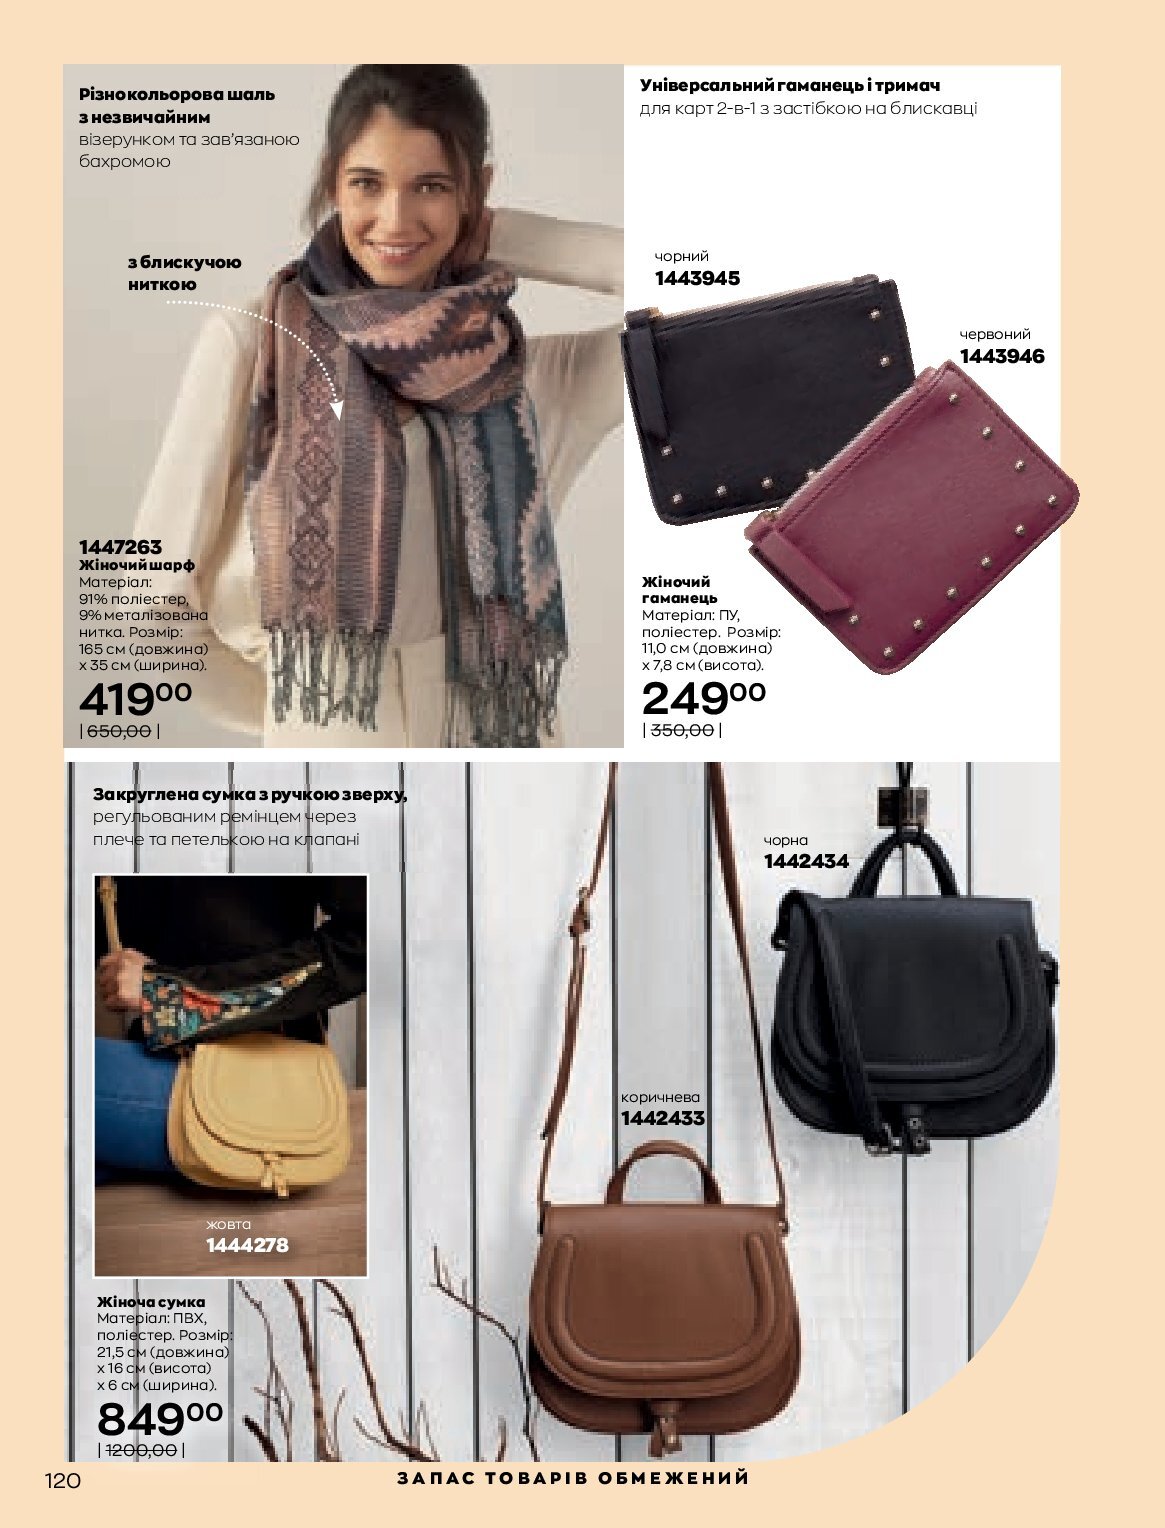 Різнокольорова шаль
з незвичайним
візерунком та зав’язаною
бахромою
з блискучою
ниткою
1447263
Жіночий шарф
Матеріал:
91% поліестер,
9% металізована
нитка. Розмір:
165 см (довжина)
х 35 см (ширина).
419 00
| 650,00 |
Універсальний гаманець і тримач
для карт 2-в-1 з застібкою на блискавці
чорний
1443945
червоний
1443946
Жіночий
гаманець
Матеріал: ПУ,
поліестер. Розмір:
11,0 см (довжина)
х 7,8 см (висота).
249 00
| 350,00 |
Закруглена сумка з ручкою зверху,
регульованим ремінцем через
плече та петелькою на клапані
чорна
1442434
коричнева
1442433
жовта
1444278
Жіноча сумка
Матеріал: ПВХ,
поліестер. Розмір:
21,5 см (довжина)
х 16 см (висота)
х 6 см (ширина).
849 00
| 1200,00 |
120
ЗАПАС ТОВАРІВ ОБМЕЖЕНИЙ